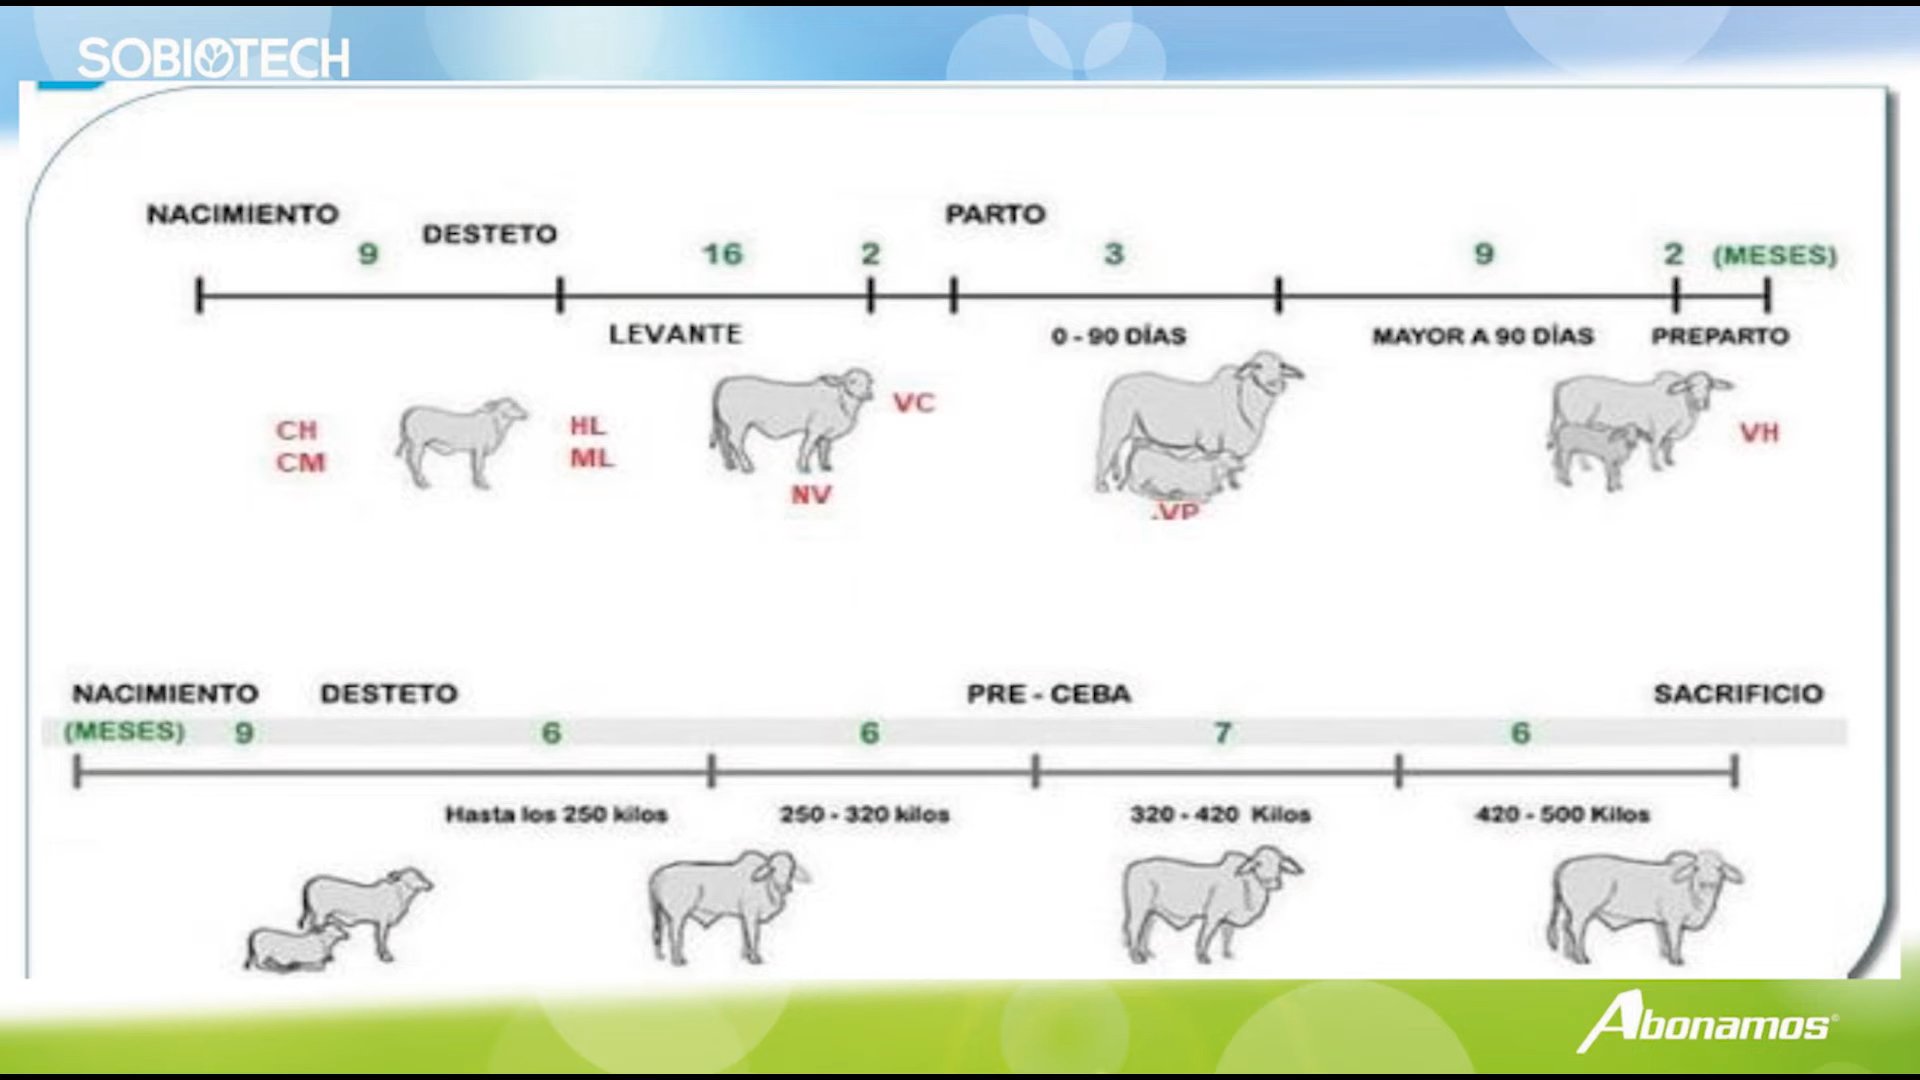 SOBIOTECH
NACIMIENTO
DESTETO
PARTO
9 16 2 3 9 2 (MESES)
LEVANTE 0 - 90 DÍAS MAYOR A 90 DÍAS PREPARTO
CH
CM
HL
ML
NV
VC
VP
VH
NACIMIENTO DESTETO PRE - CEBA SACRIFICIO
(MESES) 9 6 6 7 6
Hasta los 250 kilos 250 - 320 kilos 320 - 420 Kilos 420 - 500 Kilos
Abonamos